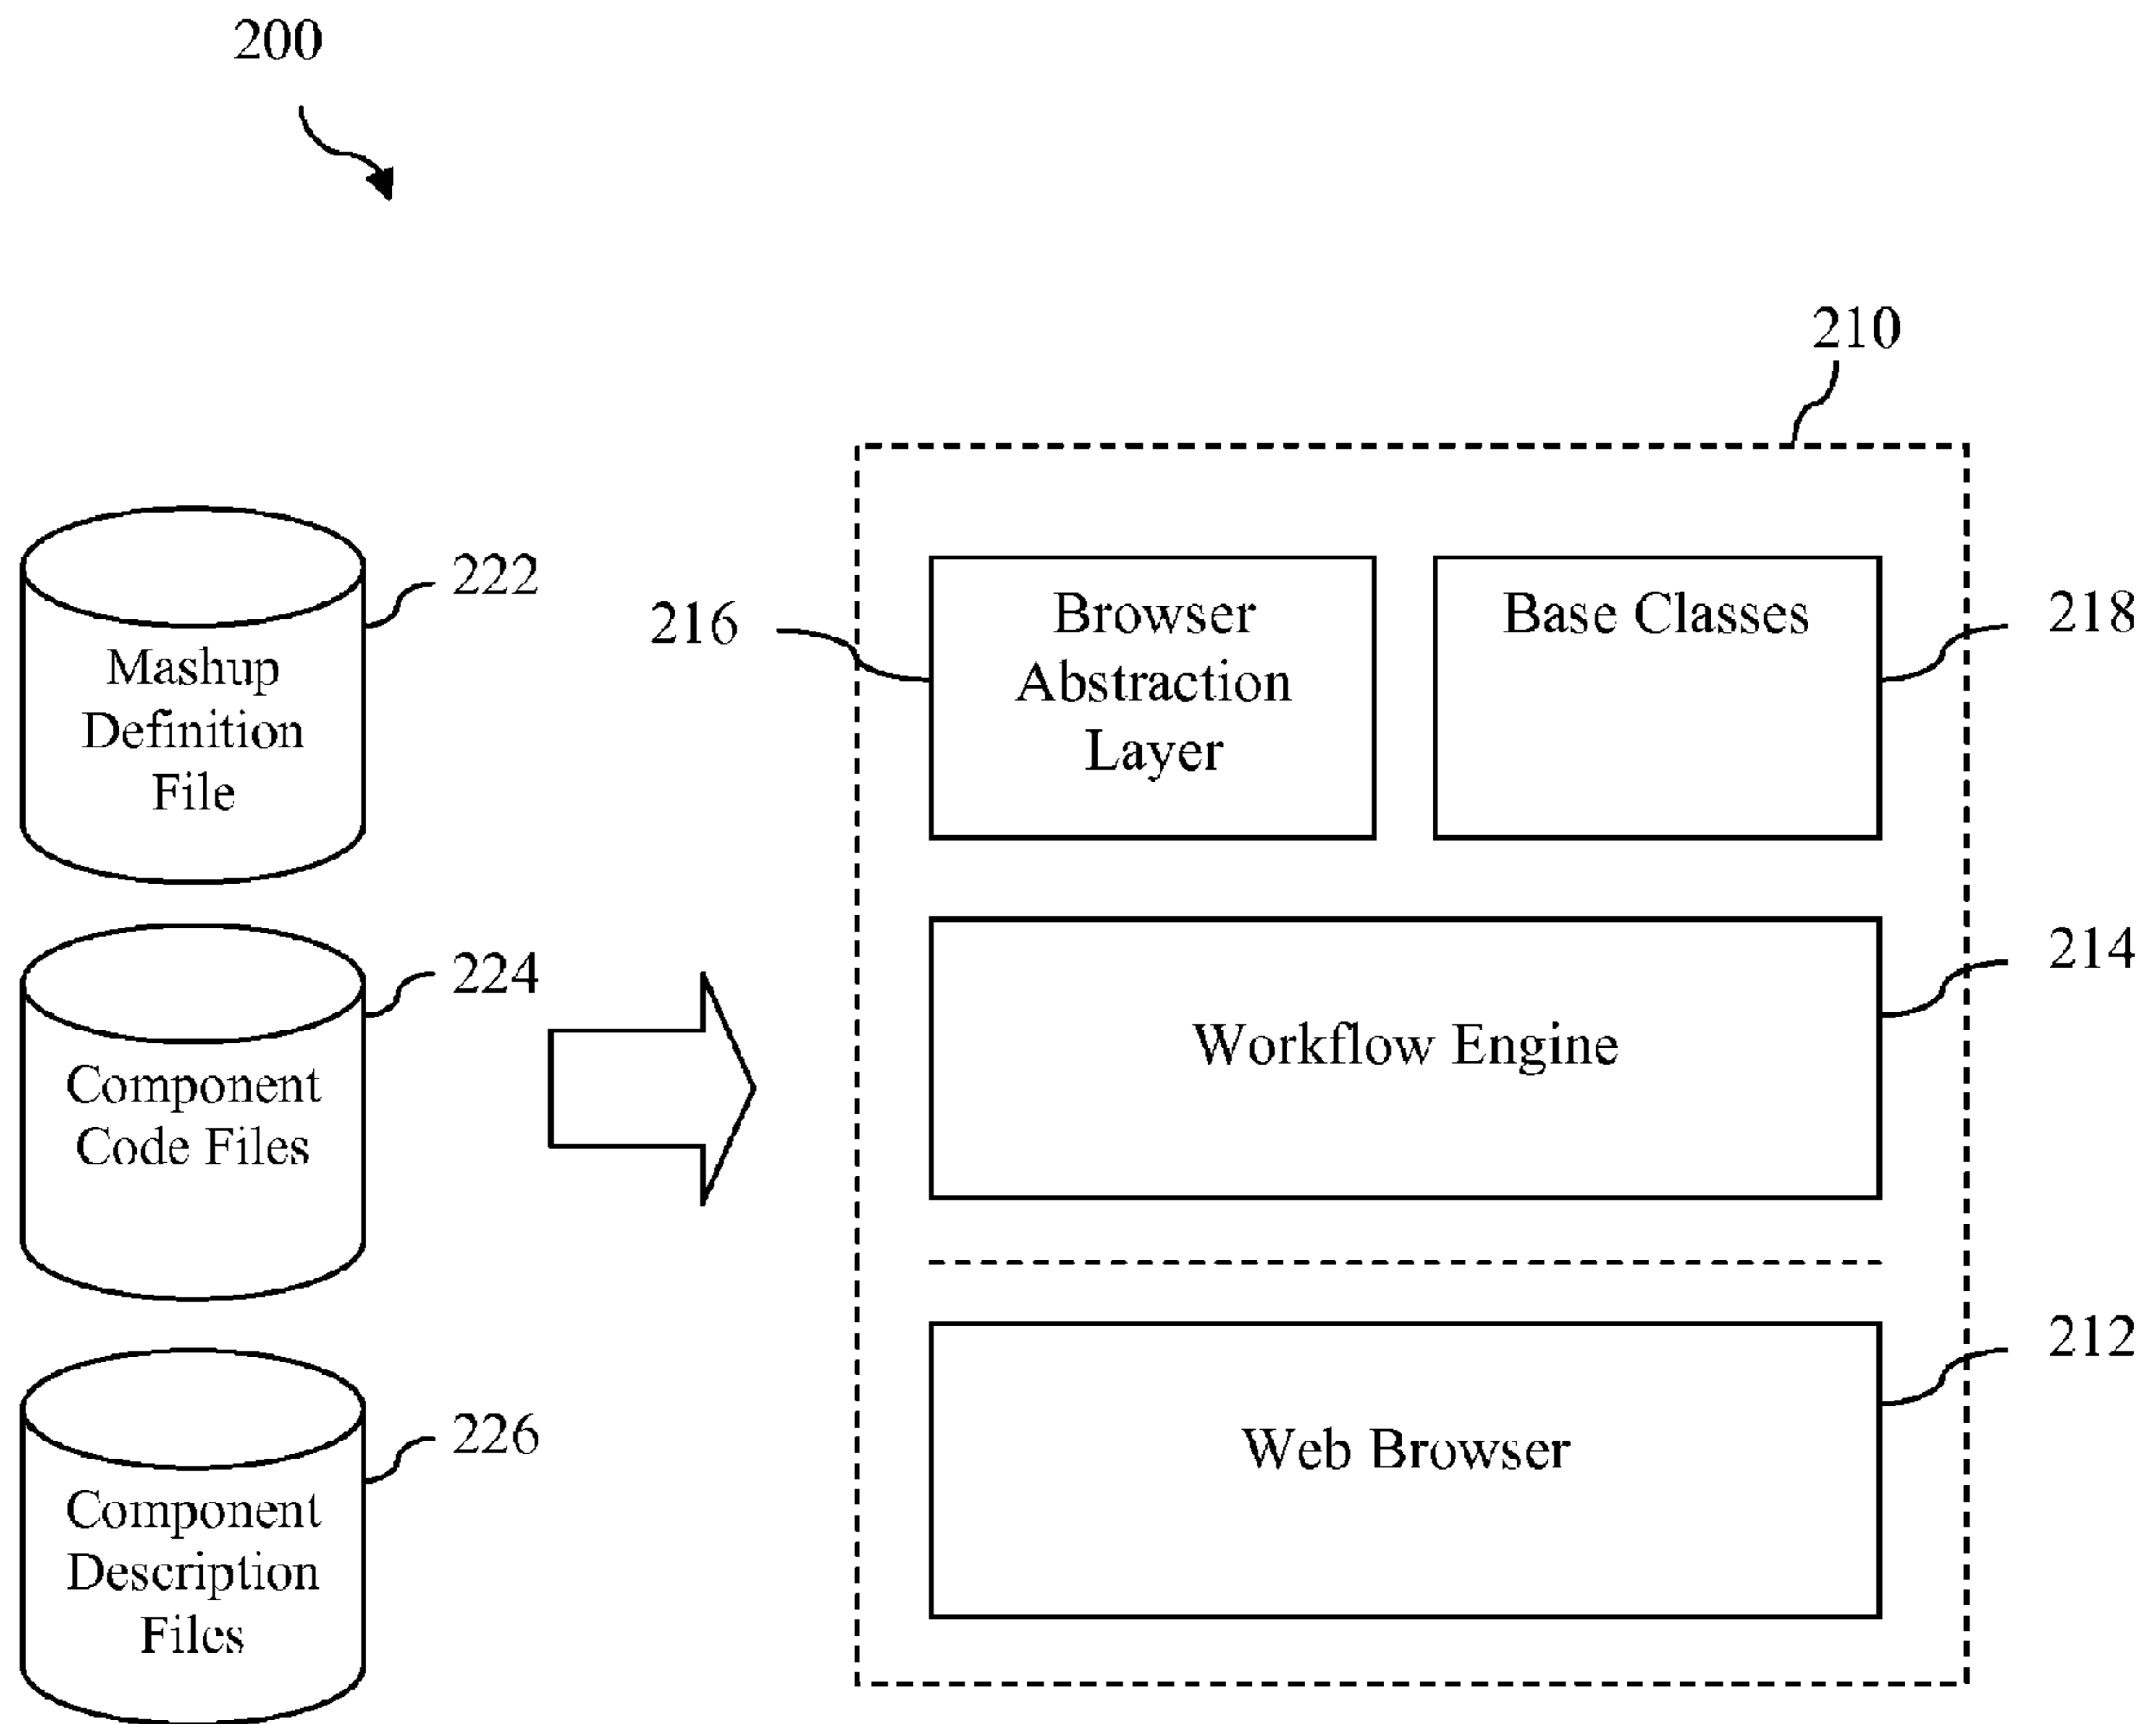 200
210
222
Mashup
Definition
File
224
Component
Code Files
226
Component
Description
Files
216
Browser
Abstraction
Layer
Base Classes
218
Workflow Engine
214
Web Browser
212